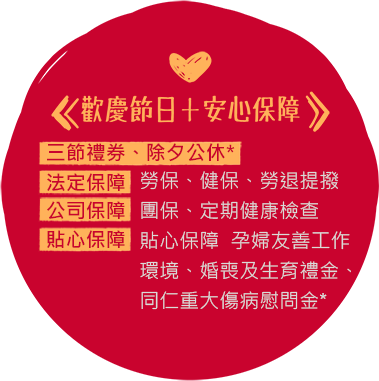 《歡慶節日＋安心保障》
三節禮券、除夕公休*
法定保障 勞保、健保、勞退提撥
公司保障 團保、定期健康檢查
貼心保障 貼心保障 孕婦友善工作
環境、婚喪及生育禮金、
同仁重大傷病慰問金*